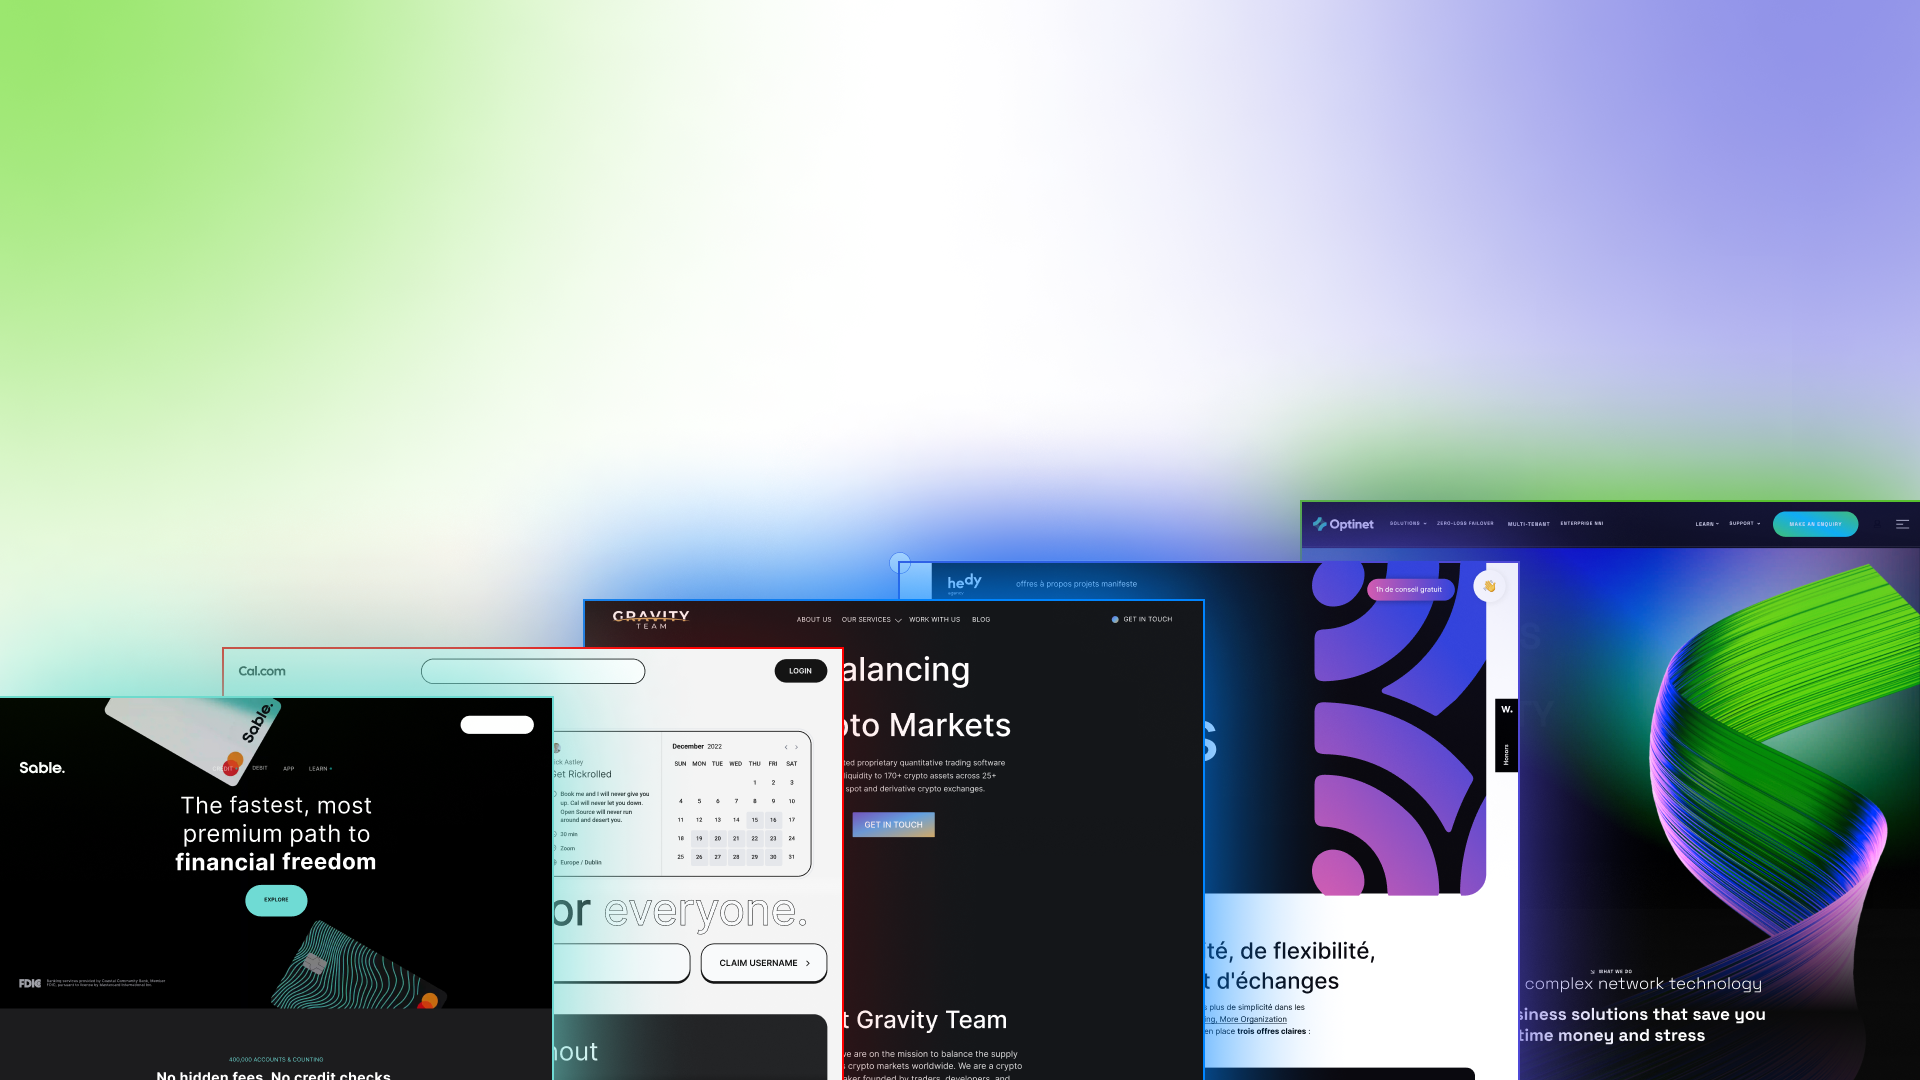 Optinet
SOLUTIONS
ZERO-LOSS FAILOVER
MULTI-TENANT
ENTERPRISE NNI
LEARN
SUPPORT
MAKE AN ENQUIRY
WHAT WE DO
complex network technology
siness solutions that save you
time money and stress
hedy
offres à propos projets manifeste
1h de conseil gratuit
W.
Honors
té, de flexibilité,
t d'échanges
plus de simplicité dans les
ng, More Organization
en place trois offres claires :
GRAVITY
TEAM
ABOUT US
OUR SERVICES
WORK WITH US
BLOG
GET IN TOUCH
alancing
to Markets
ted proprietary quantitative trading software
liquidity to 170+ crypto assets across 25+
spot and derivative crypto exchanges.
GET IN TOUCH
t Gravity Team
we are on the mission to balance the supply
crypto markets worldwide. We are a crypto
aker founded by traders, developers, and
Cal.com
LOGIN
ick Astley
Get Rickrolled
Book me and I will never give you
up. Cal will never let you down.
Open Source will never run
around and desert you.
30 min
Zoom
Europe / Dublin
December 2022
SUN MON TUE WED THU FRI SAT
1 2 3
4 5 6 7 8 9 10
11 12 13 14 15 16 17
18 19 20 21 22 23 24
25 26 27 28 29 30 31
or everyone.
CLAIM USERNAME
hout
Sable.
Sable.
CREDIT
DEBIT
APP
LEARN
The fastest, most
premium path to
financial freedom
EXPLORE
FDIC
400,000 ACCOUNTS & COUNTING
No hidden fees. No credit checks